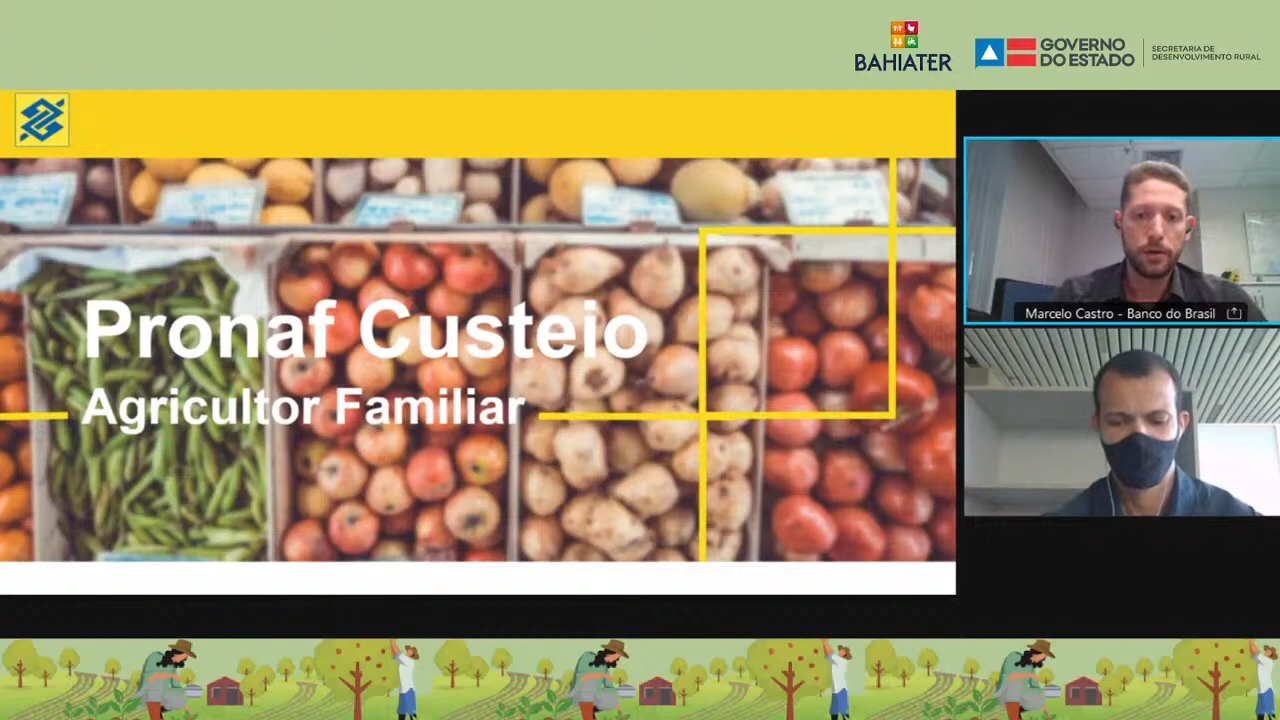 BAHIATER
GOVERNO
DO ESTADO
SECRETARIA DE
DESENVOLVIMENTO RURAL
Pronaf Custeio
Agricultor Familiar
Marcelo Castro - Banco do Brasil